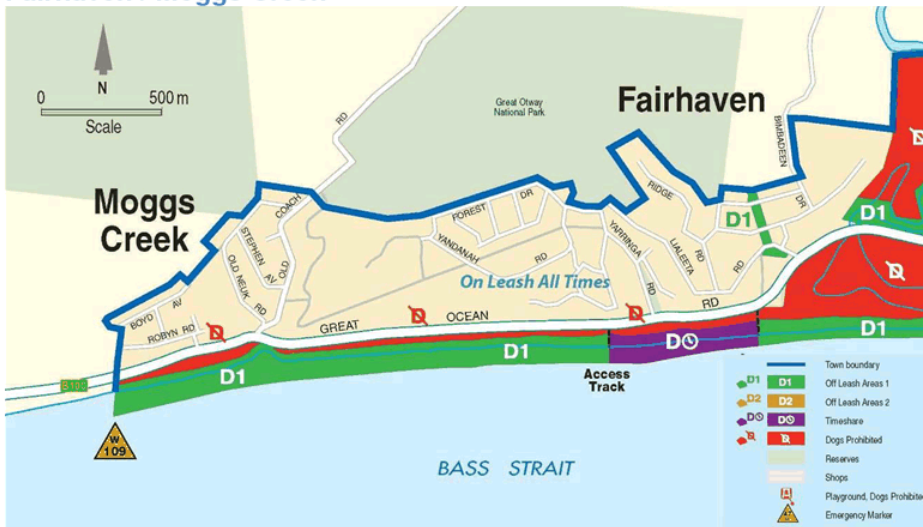 N
0 500 m
Scale
RD
Great Otway
National Park
Fairhaven
BIMBADEEN
Moggs
Creek
COACH
FOREST DR
RIDGE
D1
DR
D1
STEPHEN
AV
OLD
YANDANAH
RD
YARRINGA
LIALEETA
RD
RD
OLD NEUK
RD
On Leash All Times
BOYD AV
ROBYN RD
GREAT OCEAN RD
RD
D1
D1
D
D1
Access
Track
W
109
BASS STRAIT
Town boundary
D1 D1 Off Leash Areas 1
D2 D2 Off Leash Areas 2
D D Timeshare
D D Dogs Prohibited
Reserves
Shops
Playground, Dogs Prohibited
Emergency Marker